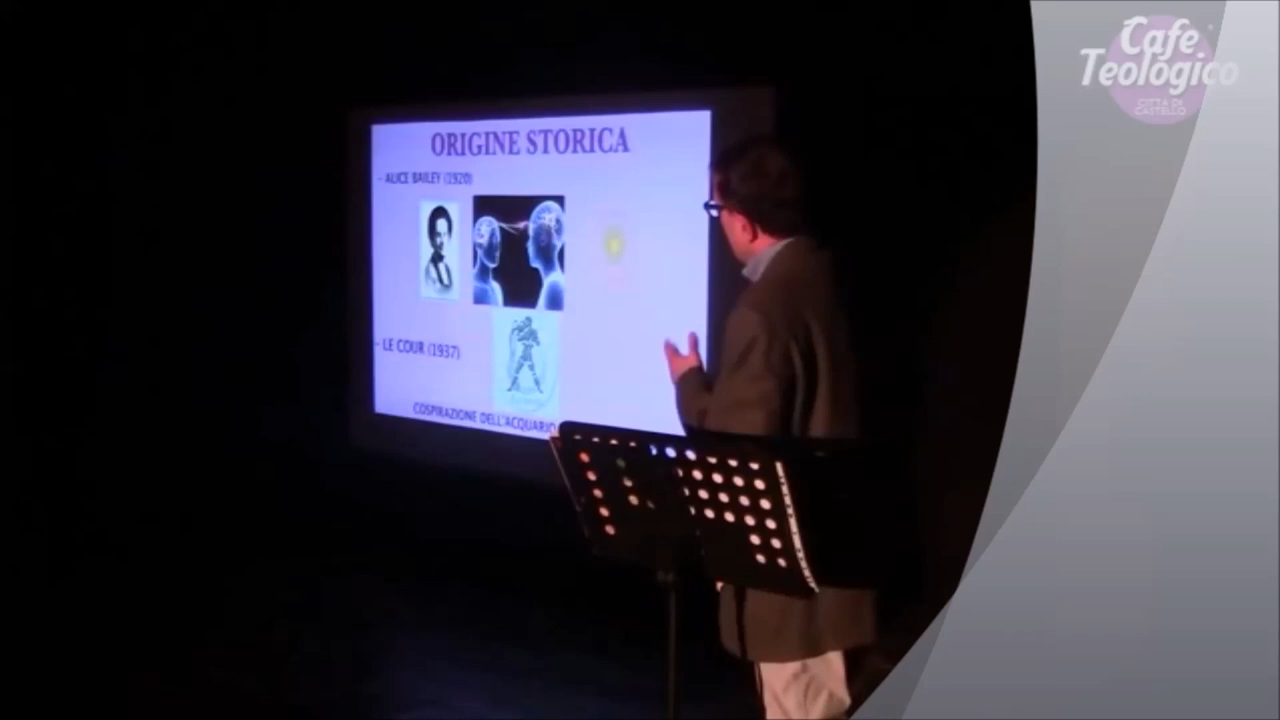 Cafe
Teologico
CITTÀ DI
CASTELLO
ORIGINE STORICA
- ALICE BAILEY (1920)
- LE COUR (1937)
COSPIRAZIONE DELL'ACQUARIO